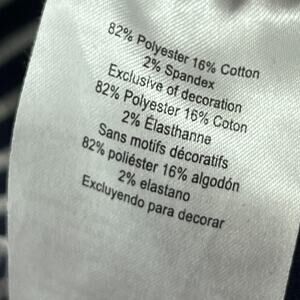 82% Polyester 16% Cotton
2% Spandex
Exclusive of decoration
82% Polyester 16% Coton
2% Élasthanne
Sans motifs décoratifs
82% poliéster 16% algodón
2% elastano
Excluyendo para decorar